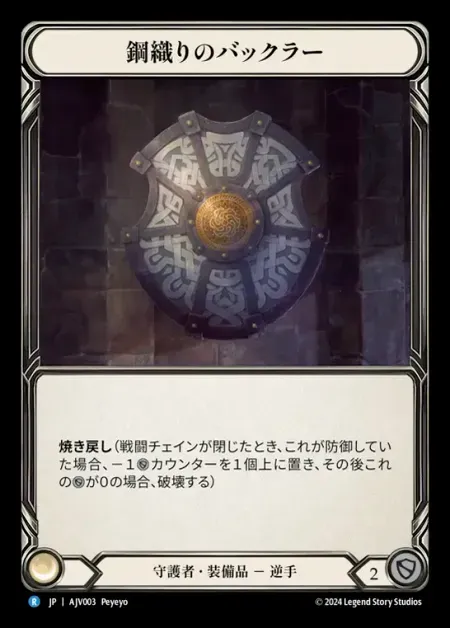 鋼織りのバックラー
焼き戻し(戦闘チェインが閉じたとき、これが防御してい
た場合、－１カウンターを１個上に置き、その後これ
のが０の場合、破壊する)
守護者・装備品 － 逆手
2
R JP | AJV003 Peyeyo
© 2024 Legend Story Studios